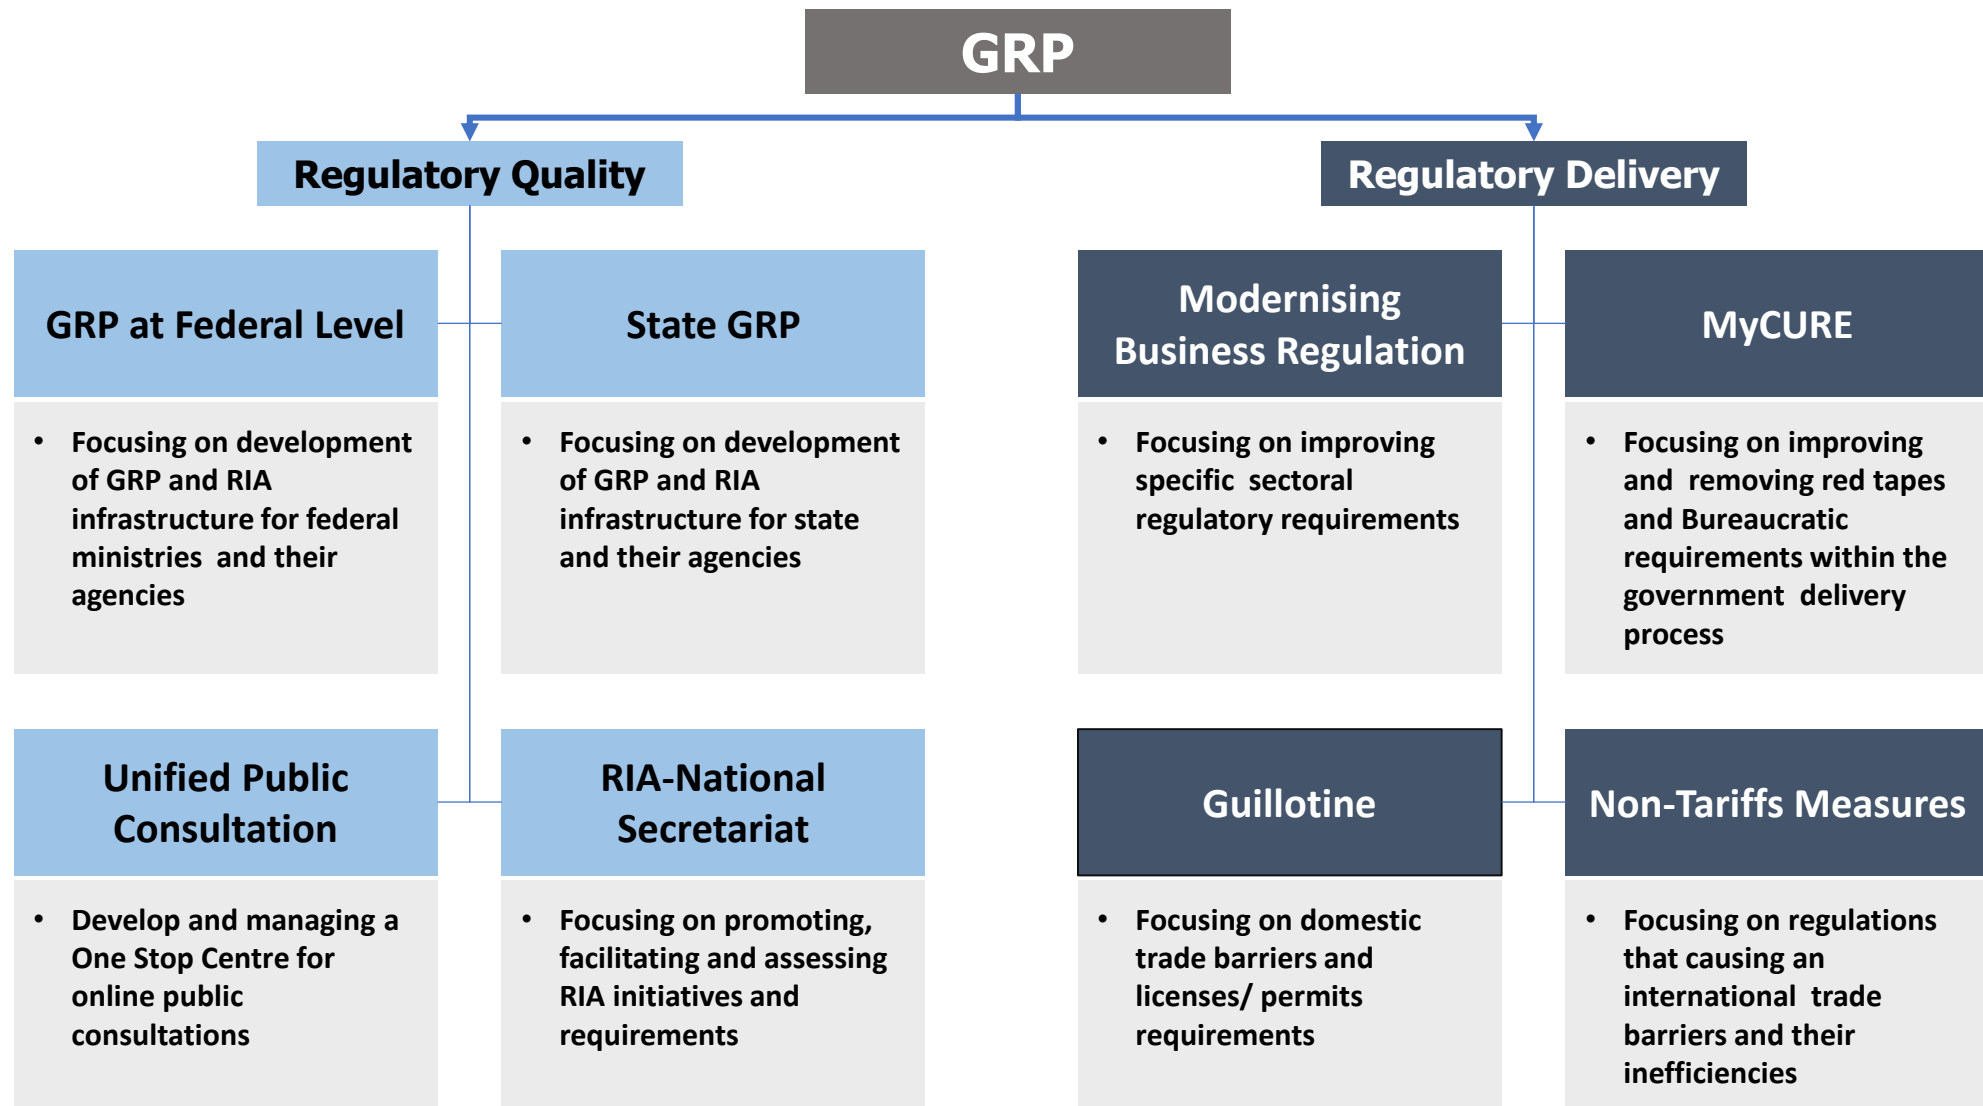 GRP
Regulatory Quality
GRP at Federal Level
• Focusing on development
of GRP and RIA
infrastructure for federal
ministries and their
agencies
State GRP
• Focusing on development
of GRP and RIA
infrastructure for state
and their agencies
Unified Public
Consultation
• Develop and managing a
One Stop Centre for
online public
consultations
RIA-National
Secretariat
• Focusing on promoting,
facilitating and assessing
RIA initiatives and
requirements
Regulatory Delivery
Modernising
Business Regulation
• Focusing on improving
specific sectoral
regulatory requirements
MyCURE
• Focusing on improving
and removing red tapes
and Bureaucratic
requirements within the
government delivery
process
Guillotine
• Focusing on domestic
trade barriers and
licenses/ permits
requirements
Non-Tariffs Measures
• Focusing on regulations
that causing an
international trade
barriers and their
inefficiencies